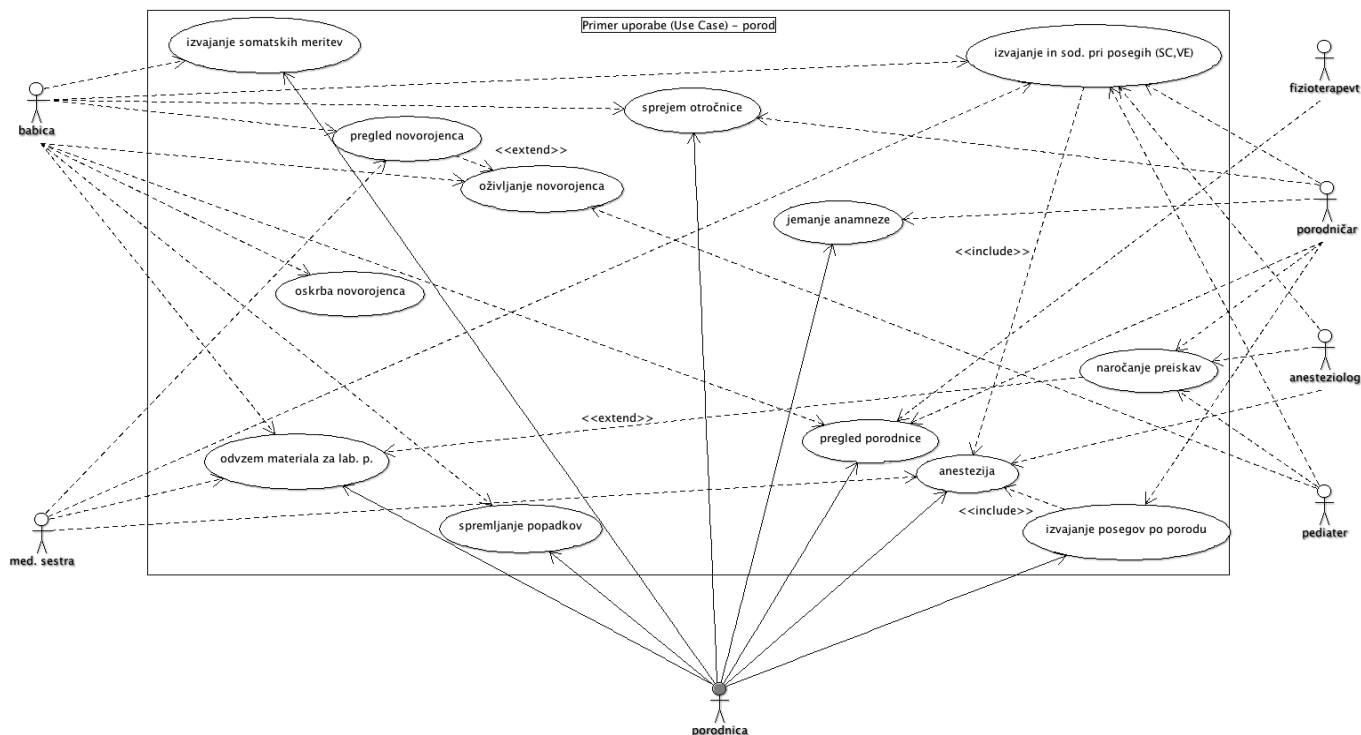 Primer uporabe (Use Case) - porod
izvajanje somatskih meritev
izvajanje in sod. pri posegih (SC,VE)
fizioterapevt
sprejem otročnice
babica
pregled novorojenca
<<extend>>
oživljanje novorojenca
jemanje anamneze
porodničar
<<include>>
oskrba novorojenca
naročanje preiskav
anesteziolog
<<extend>>
pregled porodnice
odvzem materiala za lab. p.
anestezija
<<include>>
spremljanje popadkov
izvajanje posegov po porodu
pediater
med. sestra
porodnica